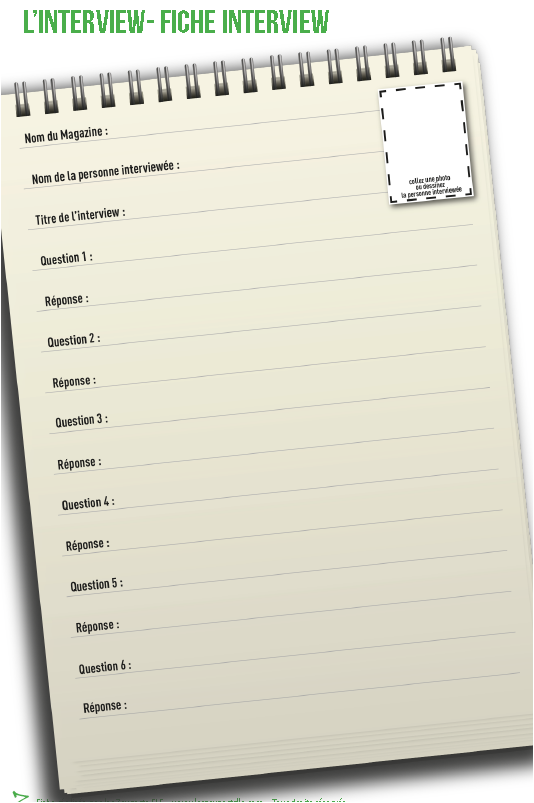 L'INTERVIEW- FICHE INTERVIEW
collez une photo
ou dessinez
la personne interviewée
Nom du Magazine :
Nom de la personne interviewée :
Titre de l'interview :
Question 1 :
Réponse :
Question 2 :
Réponse :
Question 3 :
Réponse :
Question 4 :
Réponse :
Question 5 :
Réponse :
Question 6 :
Réponse :